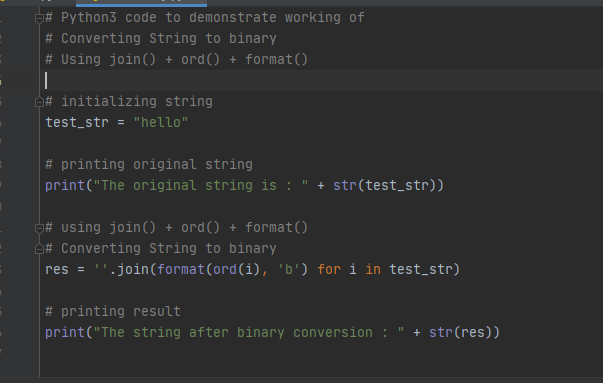 # Python3 code to demonstrate working of
# Converting String to binary
# Using join() + ord() + format()
# initializing string
test_str = "hello"
# printing original string
print("The original string is : " + str(test_str))
# using join() + ord() + format()
# Converting String to binary
res = ''.join(format(ord(i), 'b') for i in test_str)
# printing result
print("The string after binary conversion : " + str(res))